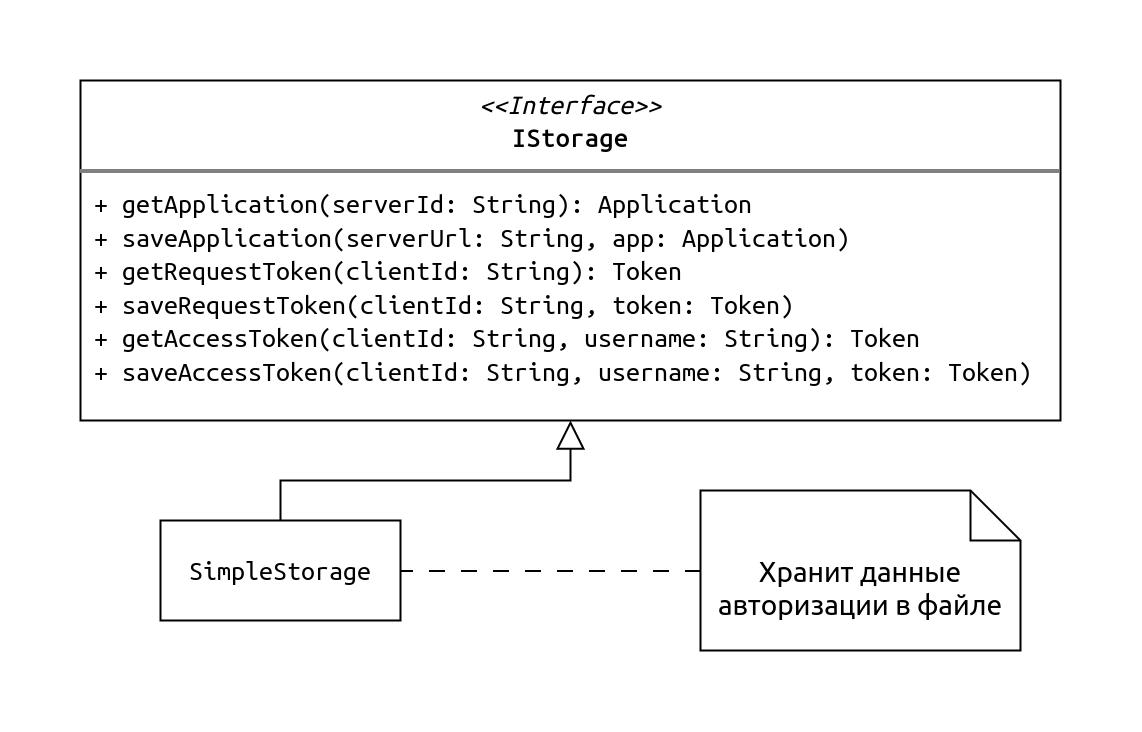 <<Interface>>
IStorage
+ getApplication(serverId: String): Application
+ saveApplication(serverUrl: String, app: Application)
+ getRequestToken(clientId: String): Token
+ saveRequestToken(clientId: String, token: Token)
+ getAccessToken(clientId: String, username: String): Token
+ saveAccessToken(clientId: String, username: String, token: Token)
SimpleStorage
Хранит данные
авторизации в файле